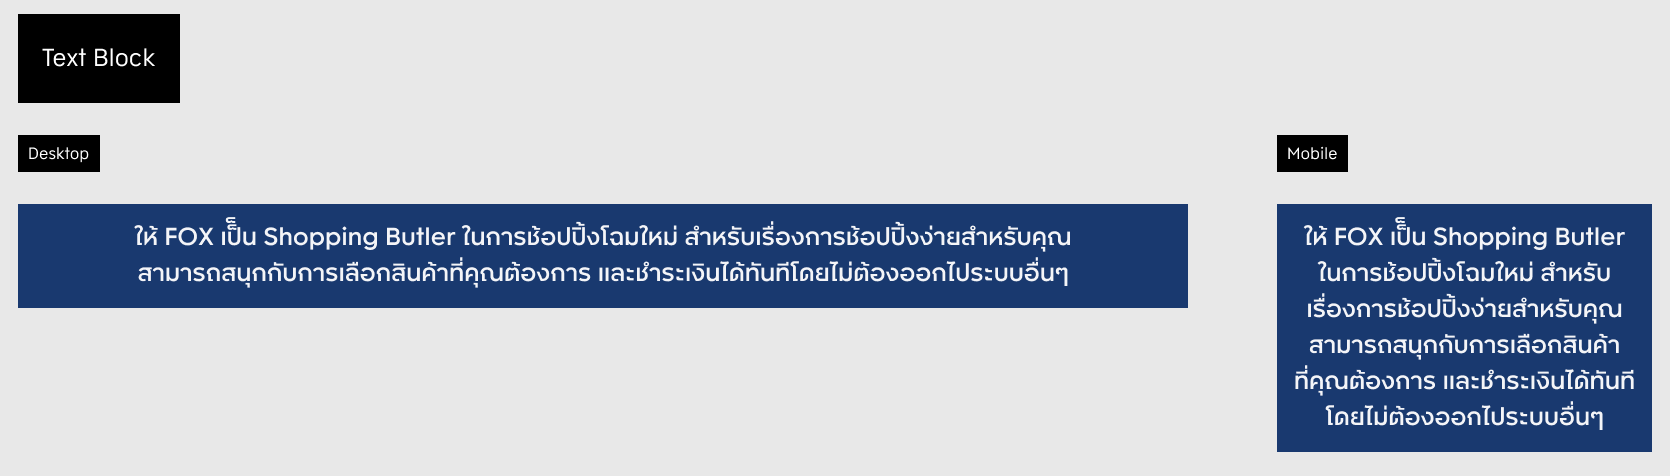 Text Block
Desktop
ให้ FOX เป็็น Shopping Butler ในการช้อปปิ้งโฉมใหม่ สำหรับเรื่องการช้อปปิ้งง่ายสำหรับคุณ
สามารถสนุกกับการเลือกสินค้าที่คุณต้องการ และชำระเงินได้ทันทีโดยไม่ต้องออกไประบบอื่นๆ
Mobile
ให้ FOX เป็็น Shopping Butler
ในการช้อปปิ้งโฉมใหม่ สำหรับ
เรื่องการช้อปปิ้งง่ายสำหรับคุณ
สามารถสนุกกับการเลือกสินค้า
ที่คุณต้องการ และชำระเงินได้ทันที
โดยไม่ต้องออกไประบบอื่นๆ